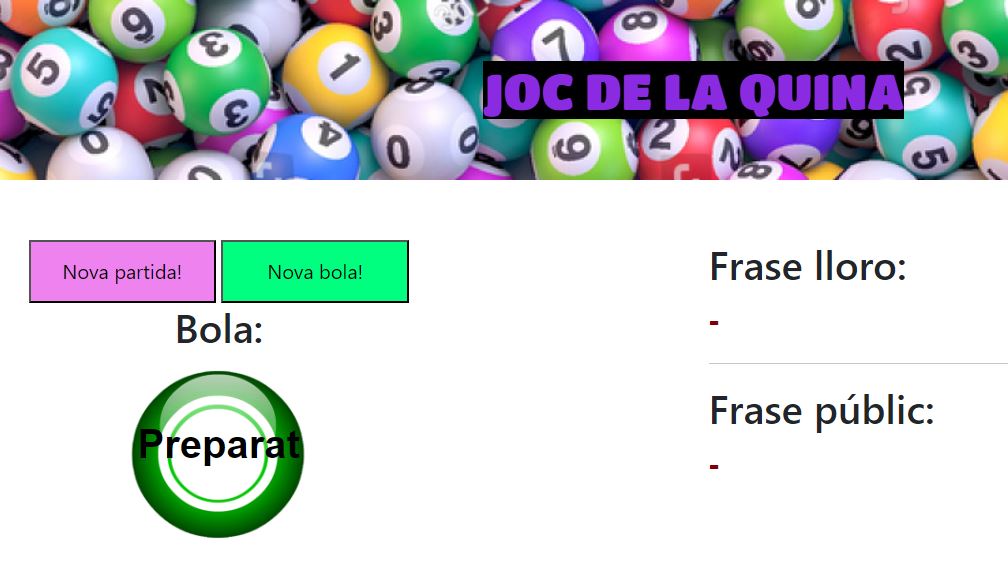 JOC DE LA QUINA
Nova partida! Nova bola!
Bola:
Preparat
Frase lloro:
-
Frase públic:
-